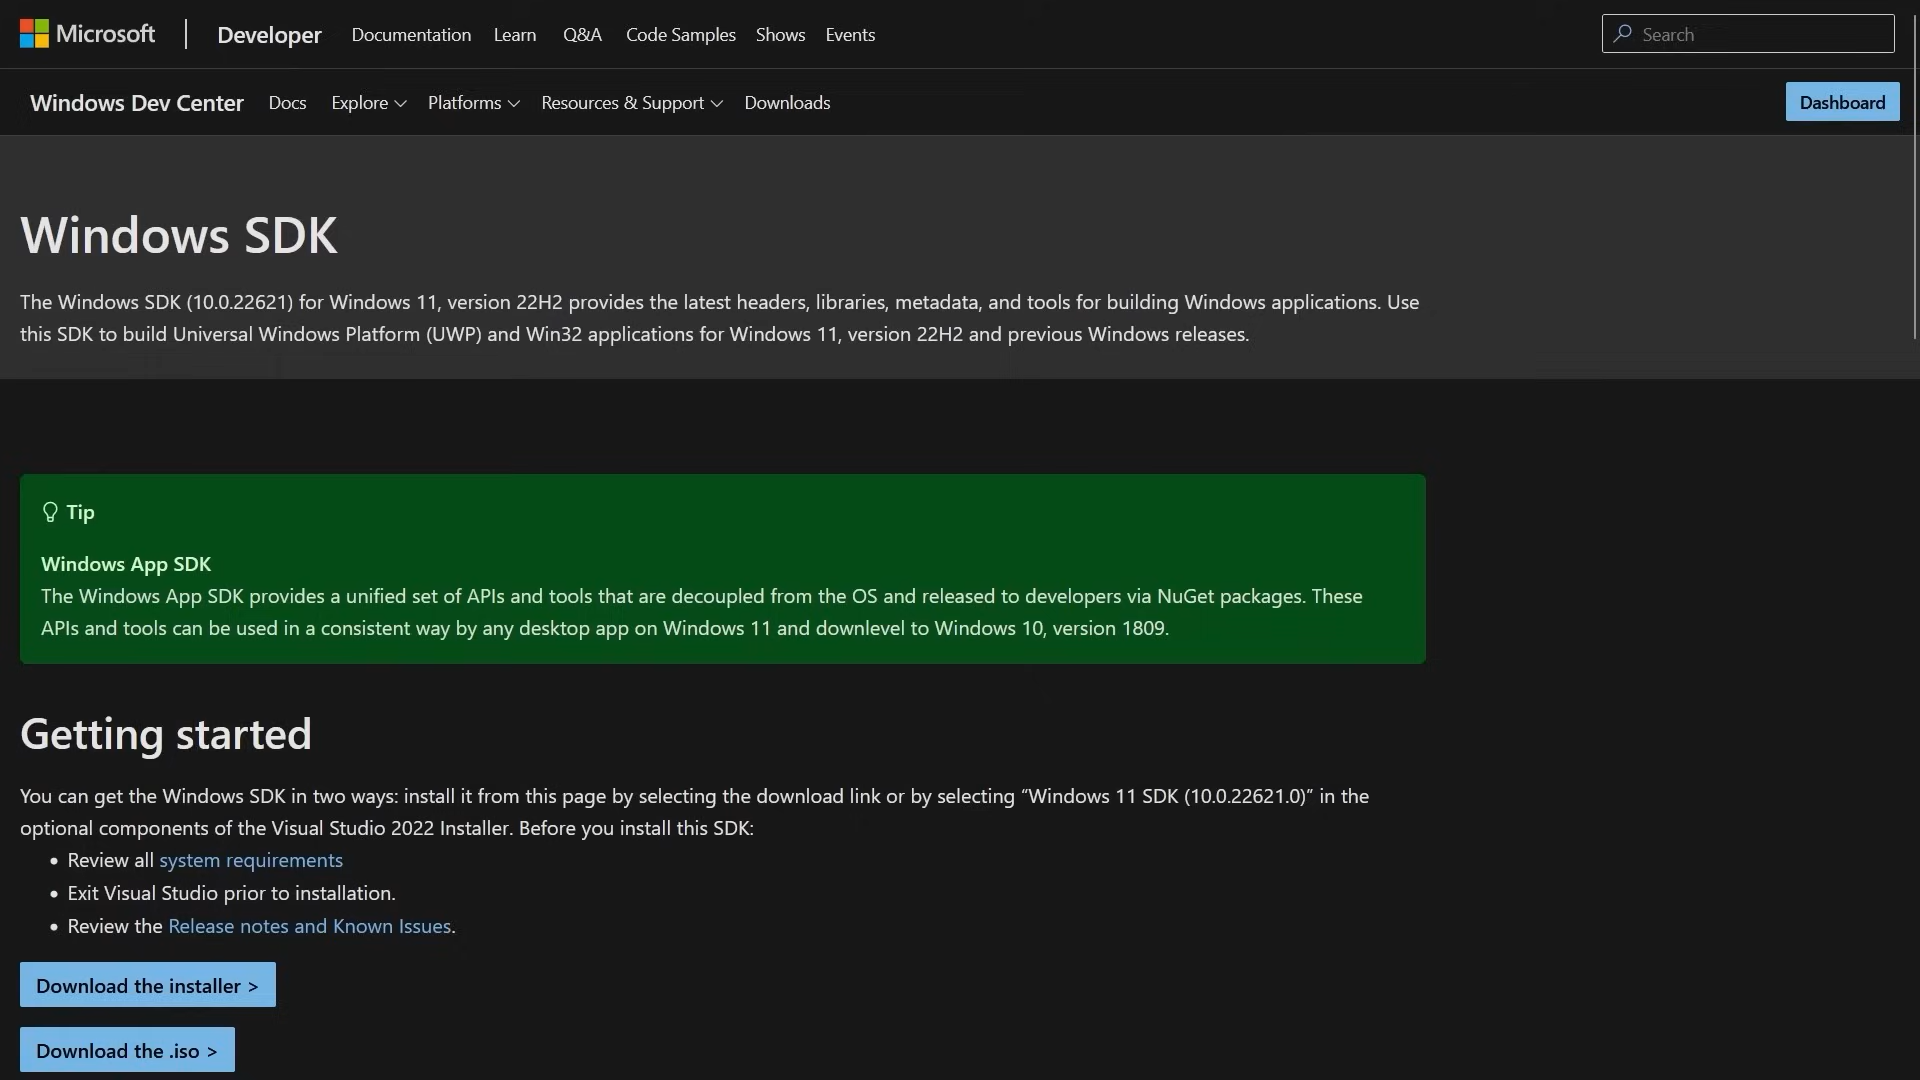 Microsoft
Developer Documentation Learn Q&A Code Samples Shows Events
Search
Windows Dev Center Docs Explore Platforms Resources & Support Downloads
Dashboard
Windows SDK
The Windows SDK (10.0.22621) for Windows 11, version 22H2 provides the latest headers, libraries, metadata, and tools for building Windows applications. Use
this SDK to build Universal Windows Platform (UWP) and Win32 applications for Windows 11, version 22H2 and previous Windows releases.
Tip
Windows App SDK
The Windows App SDK provides a unified set of APIs and tools that are decoupled from the OS and released to developers via NuGet packages. These
APIs and tools can be used in a consistent way by any desktop app on Windows 11 and downlevel to Windows 10, version 1809.
Getting started
You can get the Windows SDK in two ways: install it from this page by selecting the download link or by selecting “Windows 11 SDK (10.0.22621.0)” in the
optional components of the Visual Studio 2022 Installer. Before you install this SDK:
• Review all system requirements
• Exit Visual Studio prior to installation.
• Review the Release notes and Known Issues.
Download the installer >
Download the .iso >